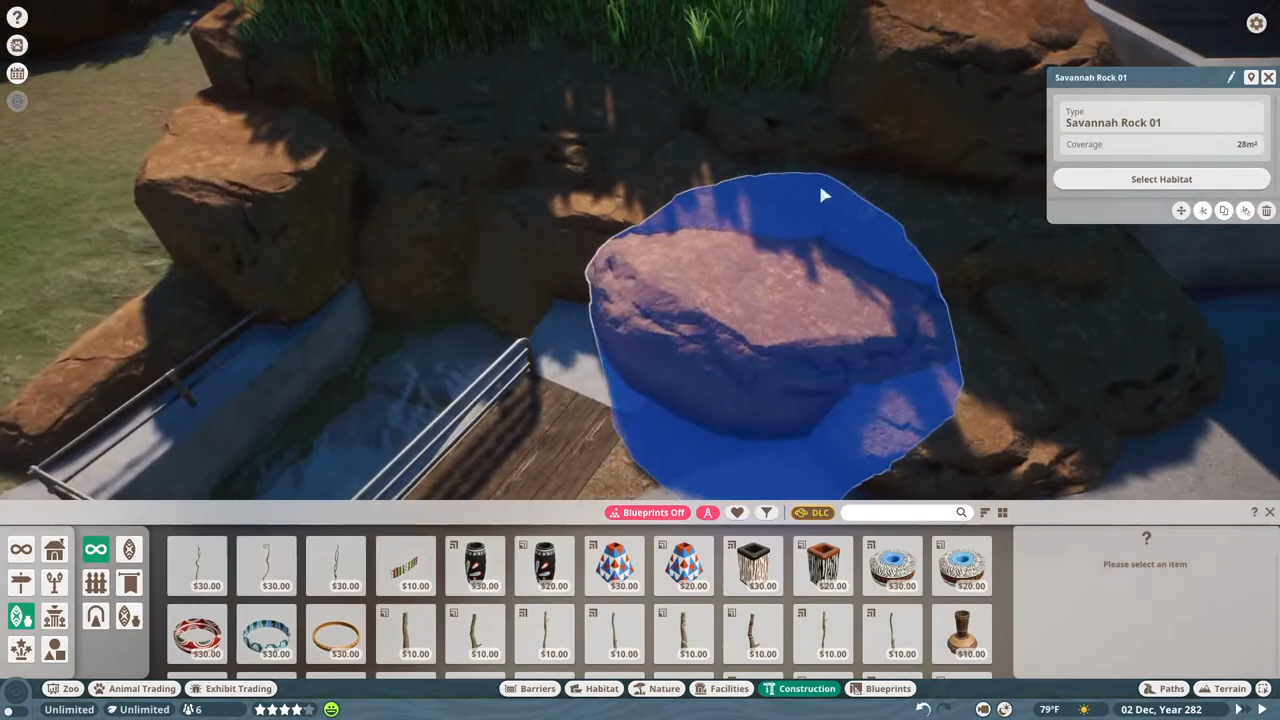 Savannah Rock 01
Type
Savannah Rock 01
Coverage 28m²
Select Habitat
Blueprints Off
DLC
?
Please select an item
$30.00 $30.00 $30.00 $10.00 $30.00 $20.00 $30.00 $20.00 $30.00 $10.00 $30.00 $20.00
$30.00 $30.00 $30.00 $10.00 $10.00 $10.00 $10.00 $10.00 $10.00 $10.00 $10.00 $10.00
Zoo Animal Trading Exhibit Trading Barriers Habitat Nature Facilities Construction Blueprints Paths Terrain
Unlimited Unlimited 6 79°F 02 Dec, Year 282